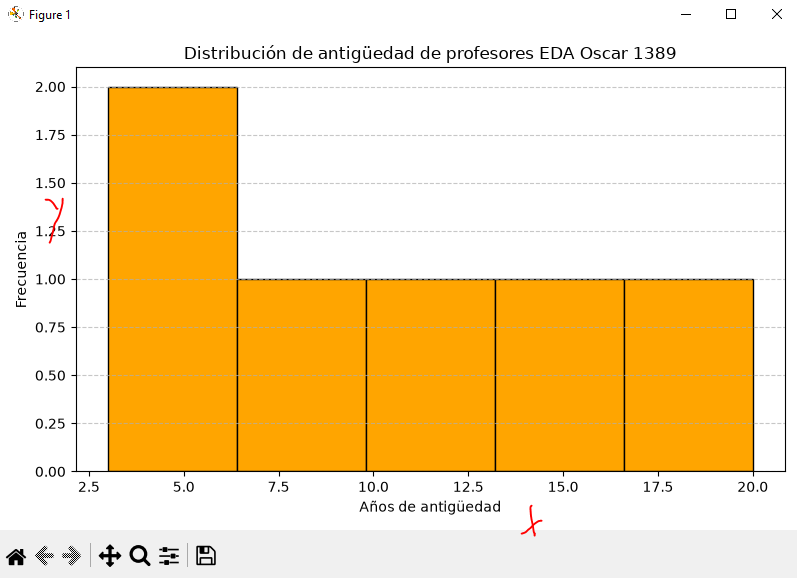 Figure 1
Distribución de antigüedad de profesores EDA Oscar 1389
2.00
1.75
1.50
y
1.25
1.00
0.75
0.50
0.25
0.00
Frecuencia
2.5 5.0 7.5 10.0 12.5 15.0 17.5 20.0
Años de antigüedad
x